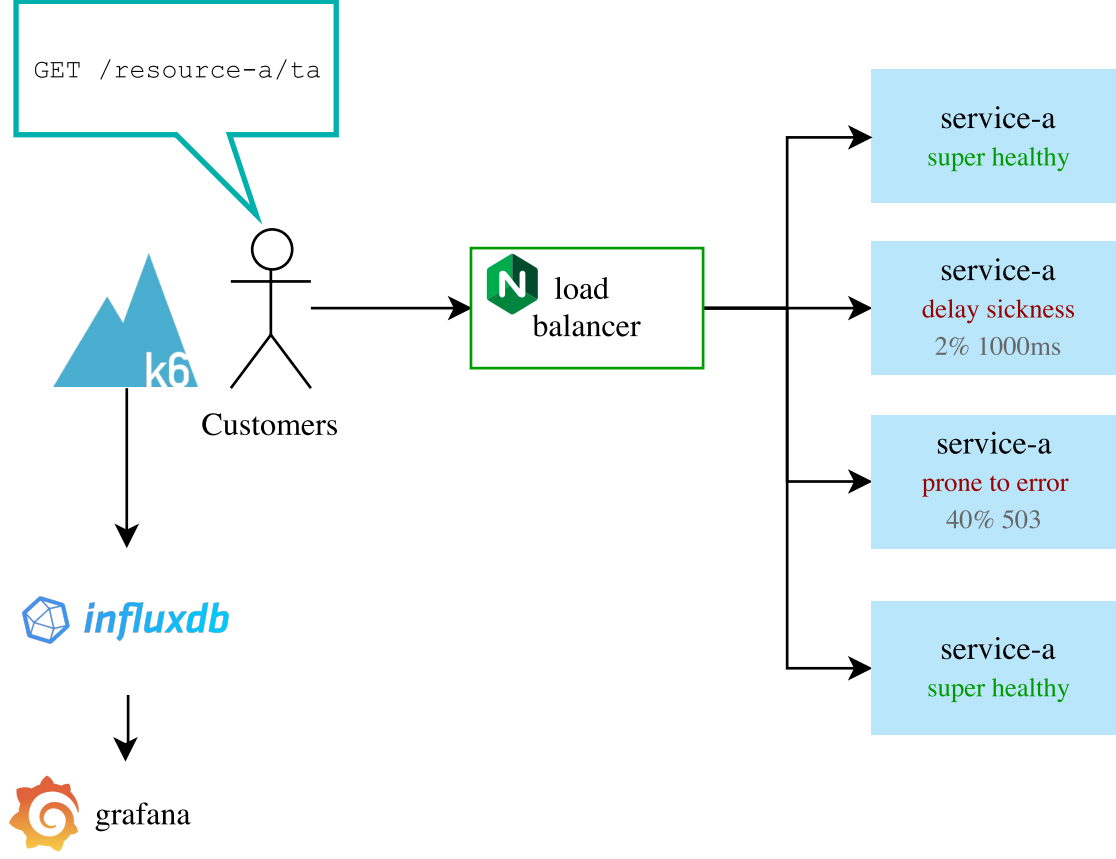 GET /resource-a/ta
service-a
super healthy
service-a
delay sickness
2% 1000ms
N load
balancer
k6
Customers
service-a
prone to error
40% 503
influxdb
service-a
super healthy
grafana